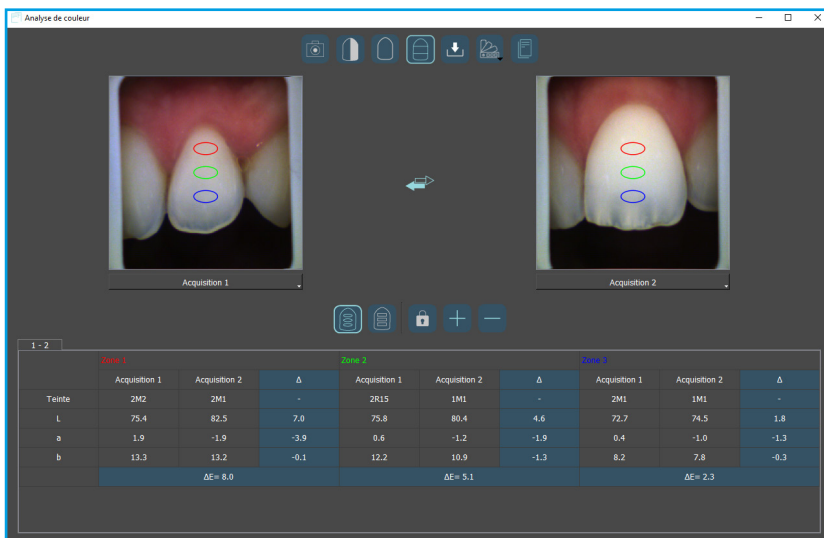 Analyse de couleur
Acquisition 1
Acquisition 2
1 - 2
Zone 1 Zone 2 Zone 3
Acquisition 1 Acquisition 2 Δ Acquisition 1 Acquisition 2 Δ Acquisition 1 Acquisition 2 Δ
Teinte 2M2 2M1 - 2R15 1M1 - 2M1 1M1 -
L 75.4 82.5 7.0 75.8 80.4 4.6 72.7 74.5 1.8
a 1.9 -1.9 -3.9 0.6 -1.2 -1.9 0.4 -1.0 -1.3
b 13.3 13.2 -0.1 12.2 10.9 -1.3 8.2 7.8 -0.3
ΔE= 8.0 ΔE= 5.1 ΔE= 2.3